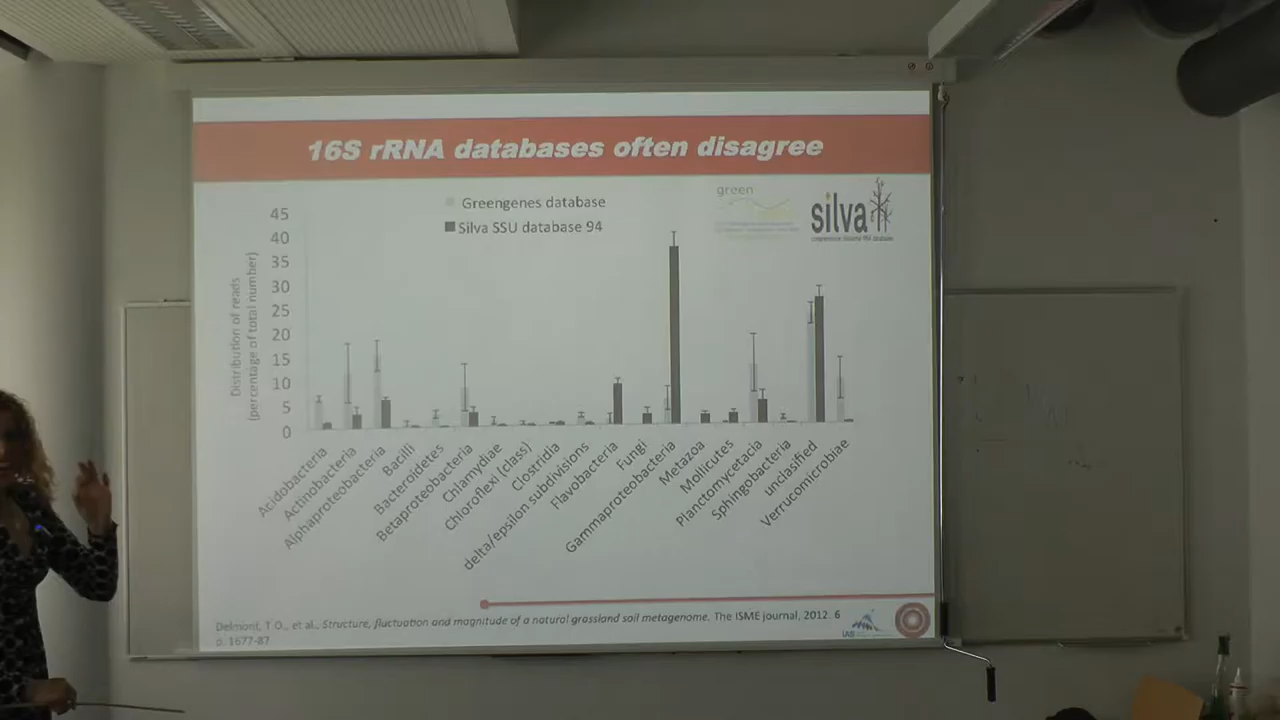 16S rRNA databases often disagree
Greengenes database
Silva SSU database 94
green
silva
Distribution of reads
(percentage of total number)
45
40
35
30
25
20
15
10
5
0
Acidobacteria
Actinobacteria
Alphaproteobacteria
Bacilli
Bacteroidetes
Betaproteobacteria
Chlamydiae
Chloroflexi (class)
Clostridia
delta/epsilon subdivisions
Flavobacteria
Fungi
Gammaproteobacteria
Metazoa
Mollicutes
Planctomycetacia
Sphingobacteria
unclassified
Verrucomicrobiae
Delmont, T.O., et al., Structure, fluctuation and magnitude of a natural grassland soil metagenome. The ISME journal, 2012. 6
p. 1677-87